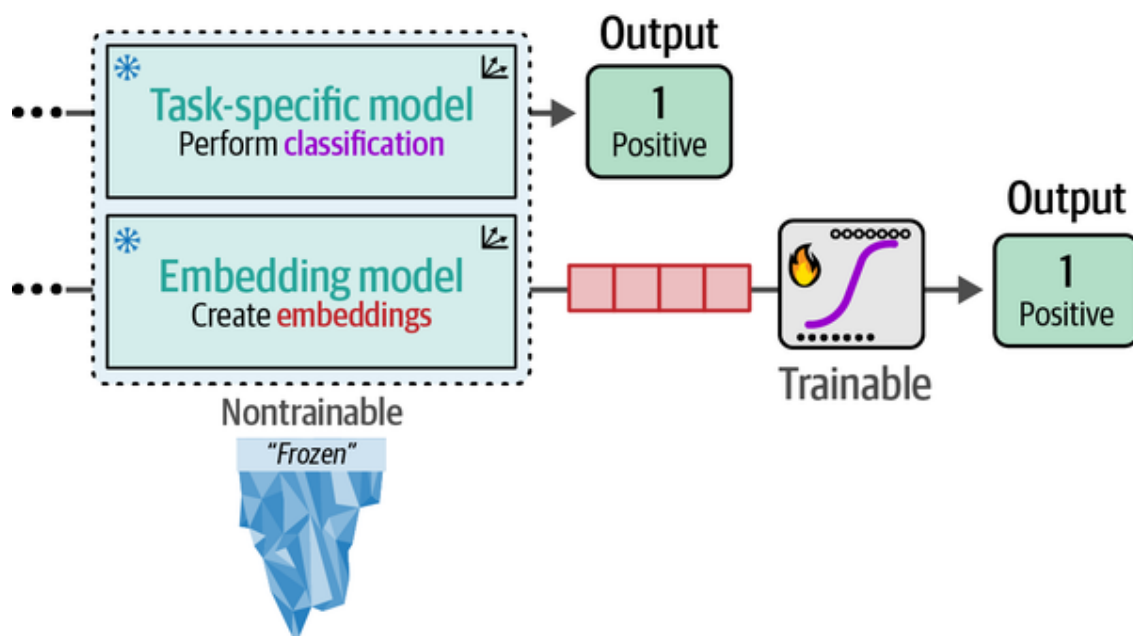 Output
Task-specific model
Perform classification
1
Positive
Output
Embedding model
Create embeddings
1
Positive
Trainable
Nontrainable
“Frozen”